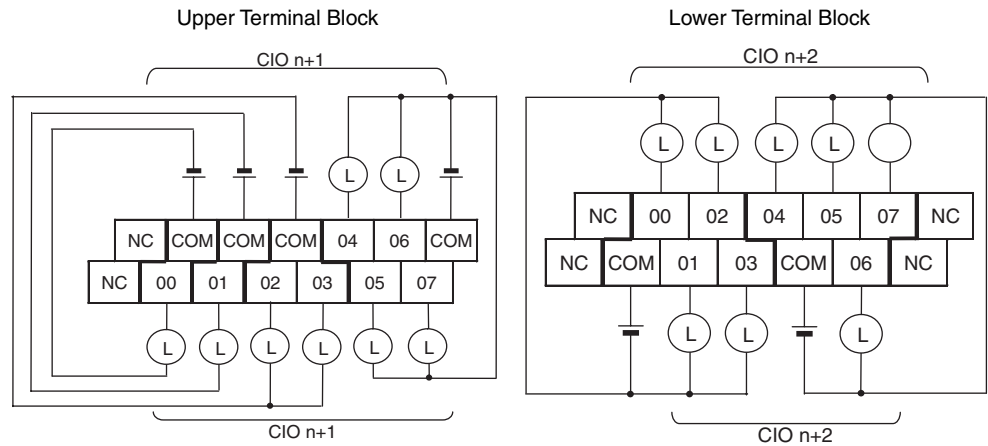 Upper Terminal Block
CIO n+1
L L
NC COM COM COM 04 06 COM
NC 00 01 02 03 05 07
L L L L L L
CIO n+1
Lower Terminal Block
CIO n+2
L L L L
NC 00 02 04 05 07 NC
NC COM 01 03 COM 06 NC
L L L
CIO n+2